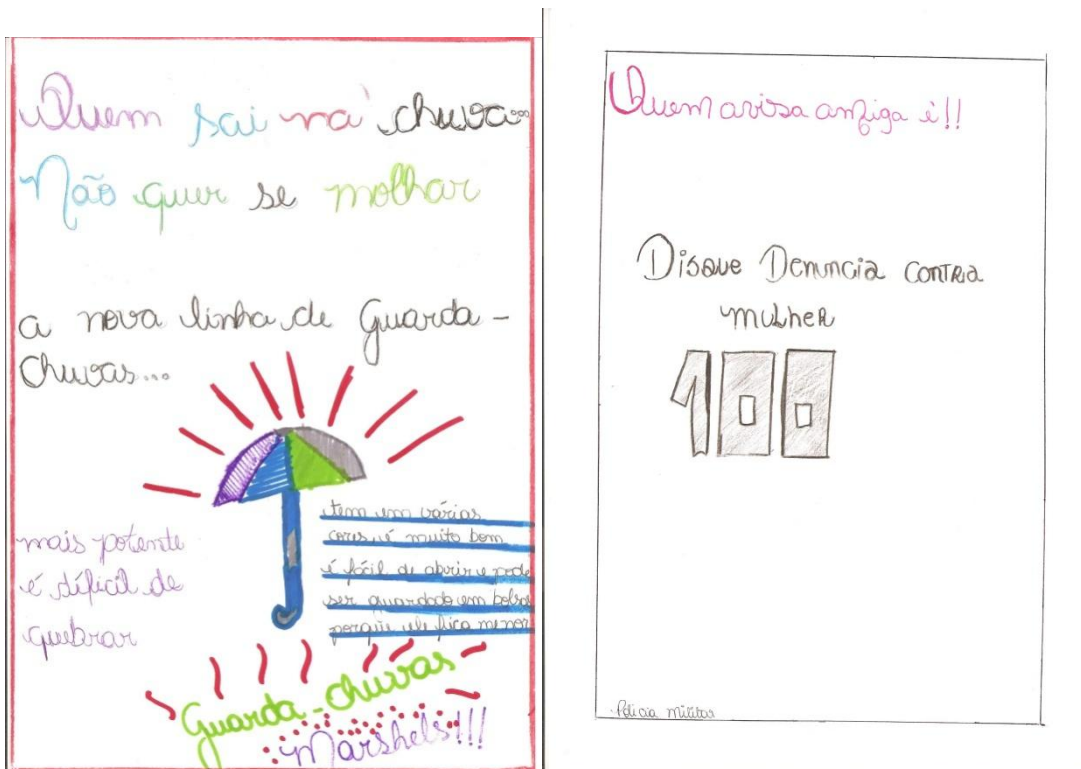 Quem sai na chuva...
Não quer se molhar
a nova linha de Guarda-
Chuvas...
mais potente
é díficil de
quebrar
tem em várias
cores, é muito bom
é fácil de abrir e pode
ser guardado em bolsa
porque ele fica menor
Guarda-chuvas
Marshels!!!
Quem avisa amiga é!!
Disque Denuncia contra
mulher
100
Policia Militar